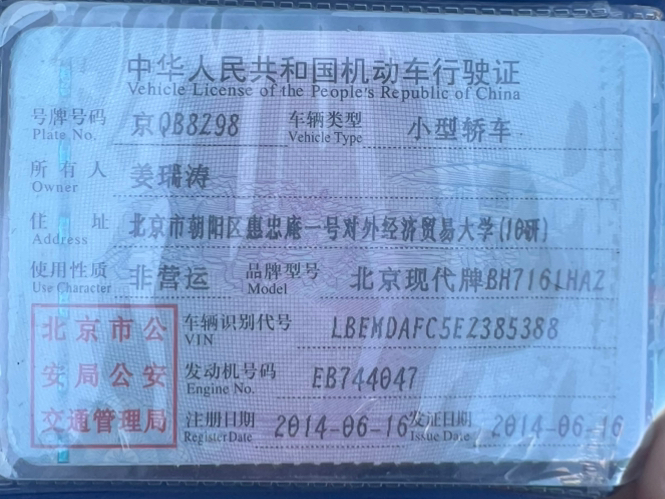 中华人民共和国机动车行驶证
Vehicle License of the People's Republic of China
号牌号码 京QB8Z98 车辆类型 小型轿车
Plate No. Vehicle Type
所有人 姜瑞涛
Owner
住址 北京市朝阳区惠忠庵一号对外经济贸易大学(10研)
Address
使用性质 非营运 品牌型号 北京现代牌BH7161HAZ
Use Character Model
北京市公安局公安交通管理局
车辆识别代号 LBEMDAFC5EZ385388
VIN
发动机号码 EB744047
Engine No.
注册日期 2014-06-16 发证日期 2014-06-16
Register Date Issue Date